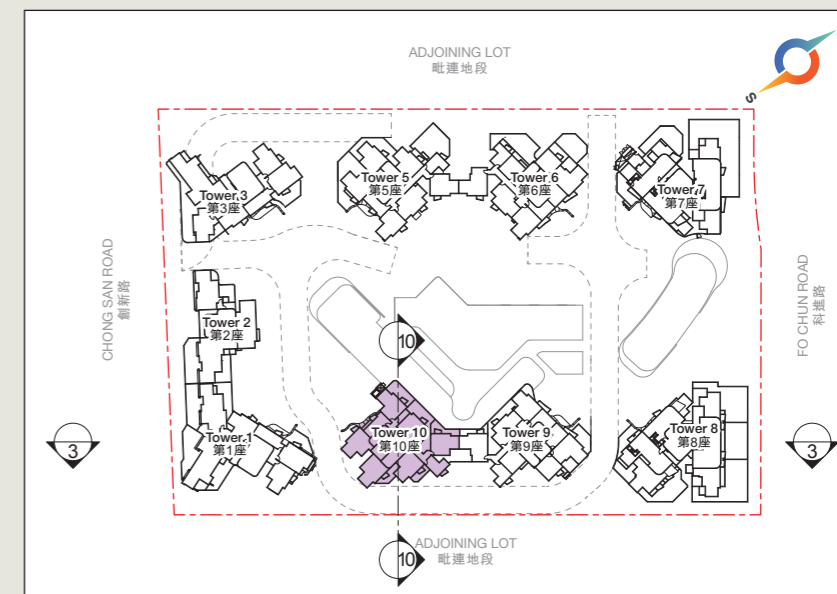 ADJOINING LOT
毗連地段
S
Tower 3
第3座
Tower 5
第5座
Tower 6
第6座
Tower 7
第7座
CHONG SAN ROAD
創新路
FO CHUN ROAD
科進路
Tower 2
第2座
10
Tower 1
第1座
Tower 10
第10座
Tower 9
第9座
Tower 8
第8座
3
3
10
ADJOINING LOT
毗連地段